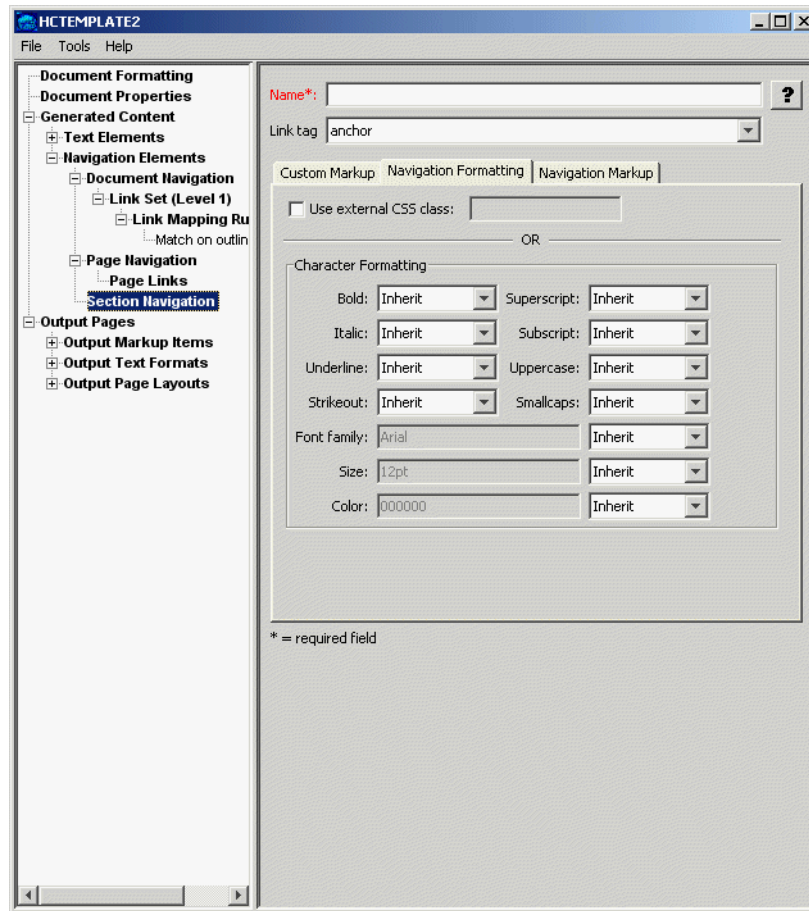 HCTEMPLATE2
File Tools Help
Document Formatting
Document Properties
Generated Content
Text Elements
Navigation Elements
Document Navigation
Link Set (Level 1)
Link Mapping Ru
Match on outlin
Page Navigation
Page Links
Section Navigation
Output Pages
Output Markup Items
Output Text Formats
Output Page Layouts
Name*: ?
Link tag anchor
Custom Markup Navigation Formatting Navigation Markup
Use external CSS class:
OR
Character Formatting
Bold: Inherit Superscript: Inherit
Italic: Inherit Subscript: Inherit
Underline: Inherit Uppercase: Inherit
Strikeout: Inherit Smallcaps: Inherit
Font family: Arial Inherit
Size: 12pt Inherit
Color: 000000 Inherit
* = required field